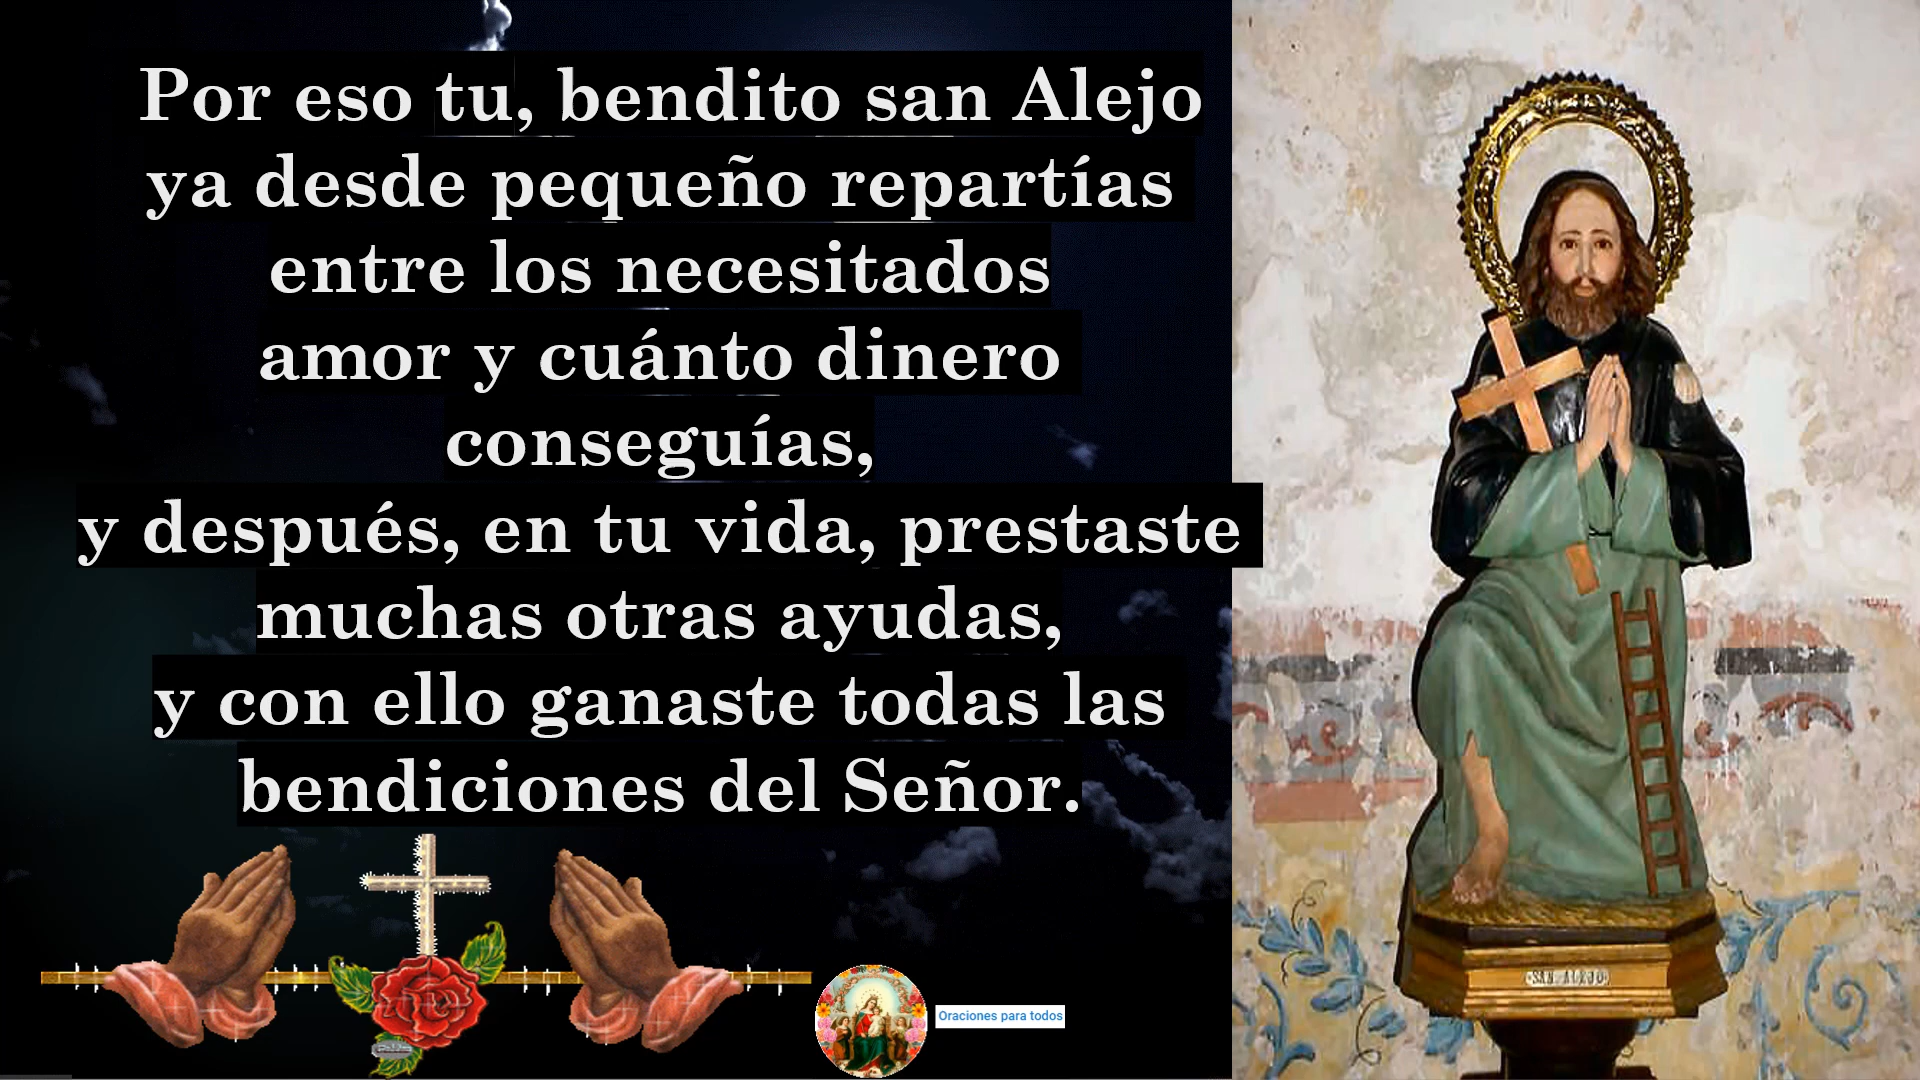 Por eso tu, bendito san Alejo
ya desde pequeño repartías
entre los necesitados
amor y cuánto dinero
conseguías,
y después, en tu vida, prestaste
muchas otras ayudas,
y con ello ganaste todas las
bendiciones del Señor.
Oraciones para todos
SAN ALEJO